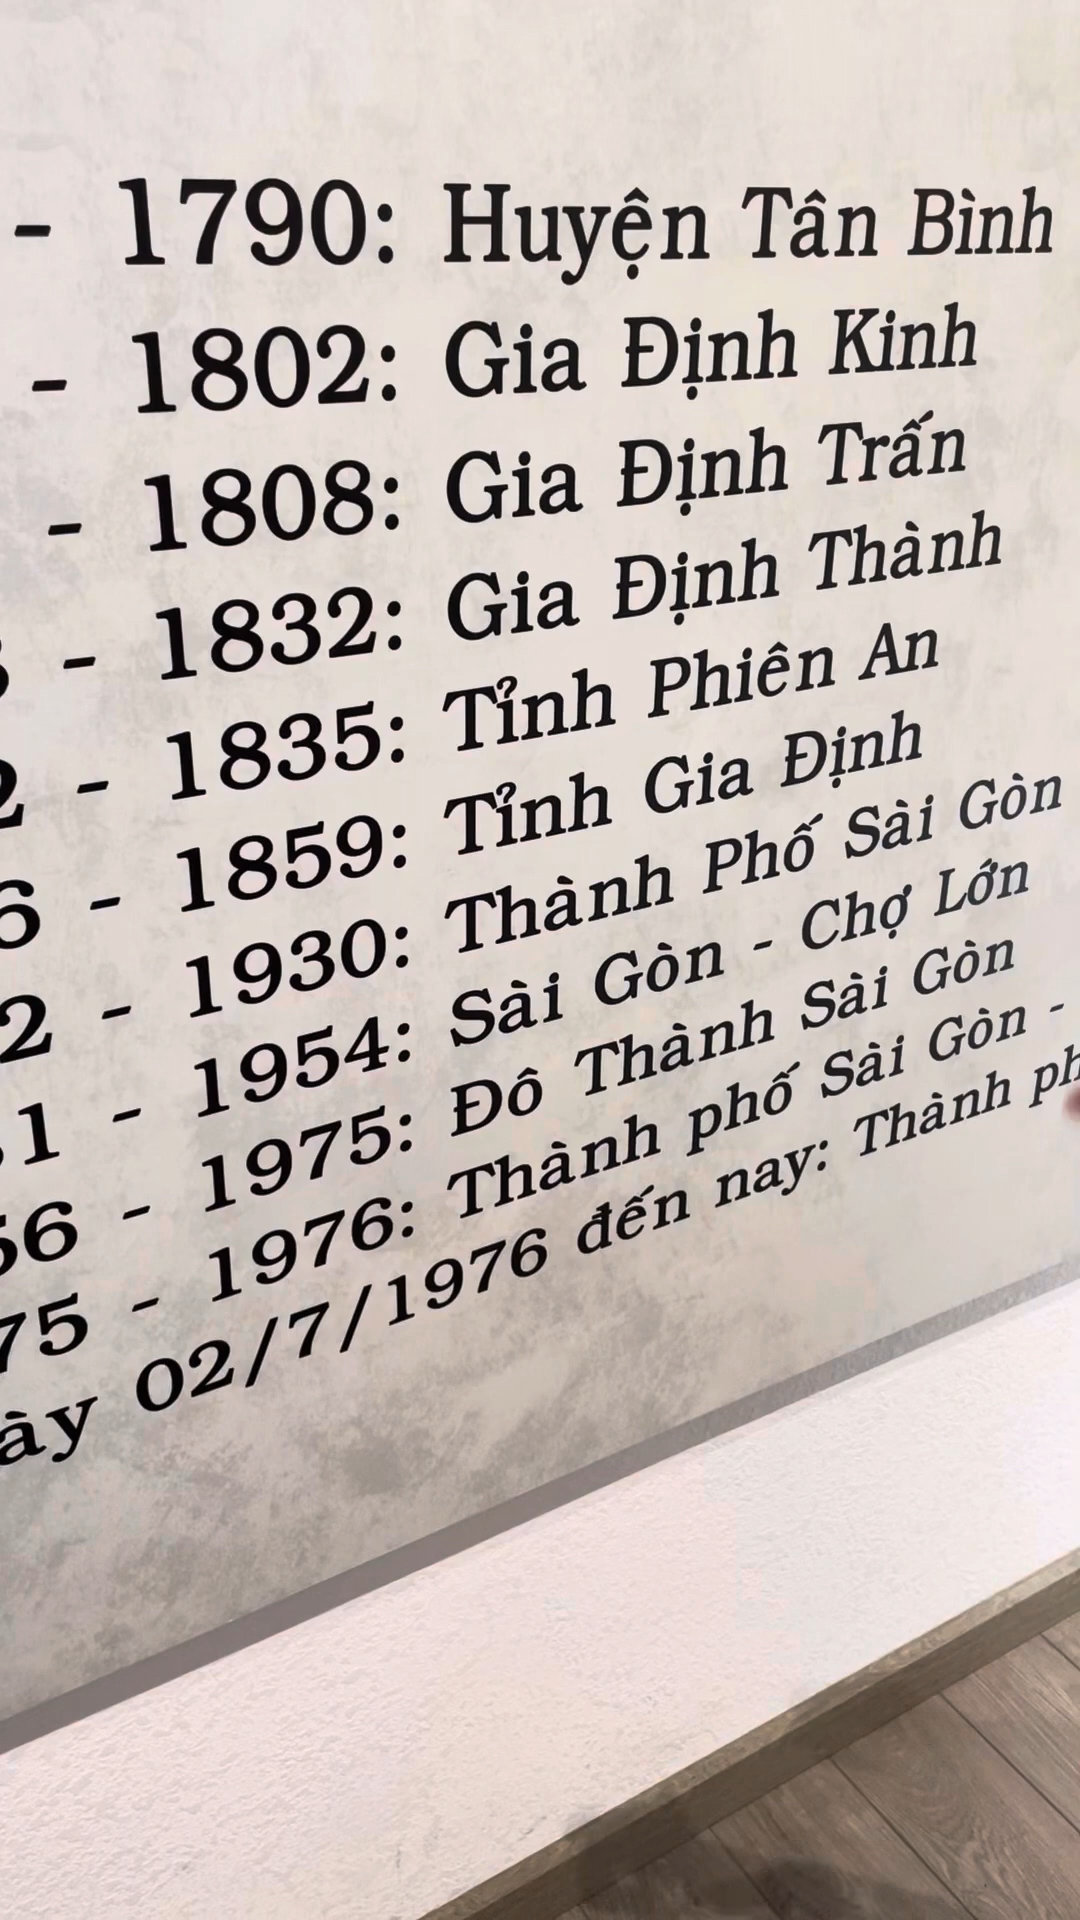 - 1790: Huyện Tân Bình
- 1802: Gia Định Kinh
- 1808: Gia Định Trấn
- 1832: Gia Định Thành
- 1835: Tỉnh Phiên An
6 - 1859: Tỉnh Gia Định
2 - 1930: Thành Phố Sài Gòn
1 - 1954: Sài Gòn - Chợ Lớn
56 - 1975: Đô Thành Sài Gòn
75 - 1976: Thành phố Sài Gòn -
02/7/1976 đến nay: Thành